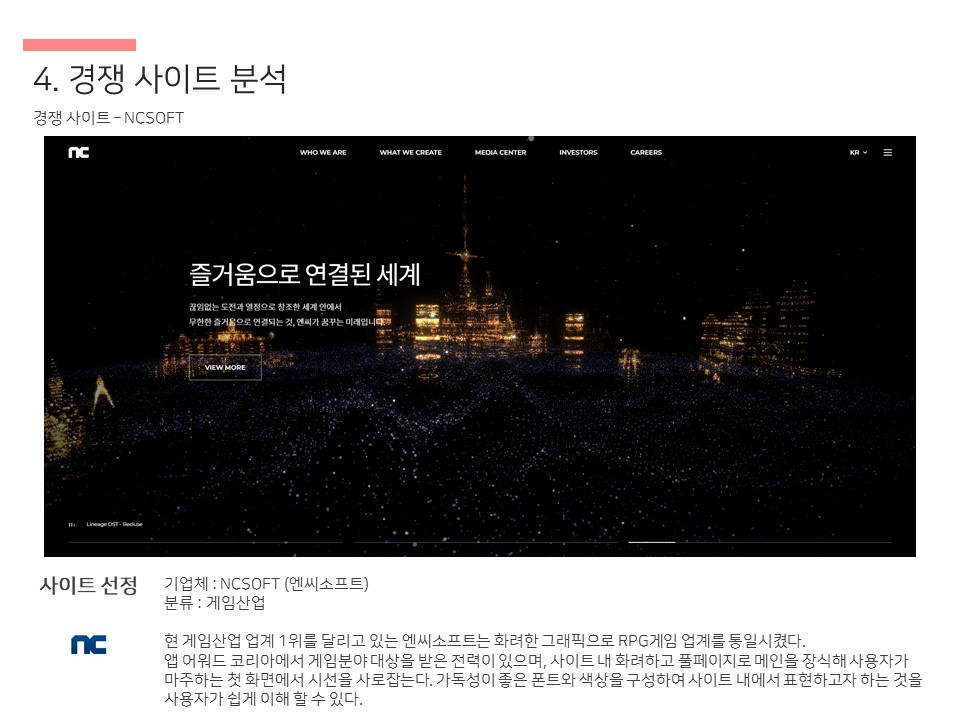 4. 경쟁 사이트 분석
경쟁 사이트 – NCSOFT
nc WHO WE ARE WHAT WE CREATE MEDIA CENTER INVESTORS CAREERS KR
즐거움으로 연결된 세계
끊임없는 도전과 열정으로 창조한 세계 안에서
무한한 즐거움으로 연결되는 것, 엔씨가 꿈꾸는 미래입니다.
VIEW MORE
Lineage OST - Recluse
사이트 선정
기업체 : NCSOFT (엔씨소프트)
분류 : 게임산업
nc
현 게임산업 업계 1위를 달리고 있는 엔씨소프트는 화려한 그래픽으로 RPG게임 업계를 통일시켰다.
앱 어워드 코리아에서 게임분야 대상을 받은 전력이 있으며, 사이트 내 화려하고 풀페이지로 메인을 장식해 사용자가
마주하는 첫 화면에서 시선을 사로잡는다. 가독성이 좋은 폰트와 색상을 구성하여 사이트 내에서 표현하고자 하는 것을
사용자가 쉽게 이해 할 수 있다.